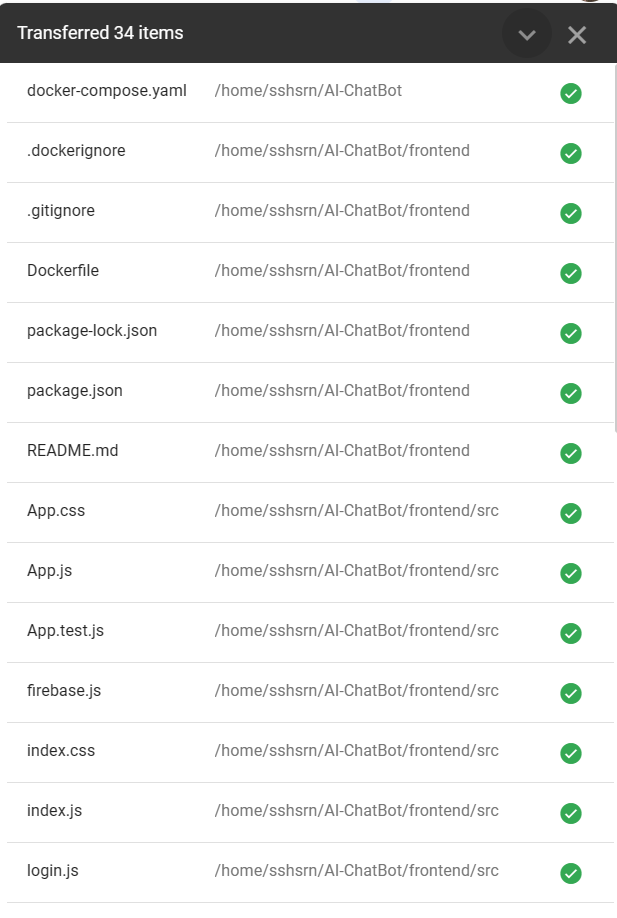 Transferred 34 items
docker-compose.yaml /home/sshsrn/AI-ChatBot
.dockerignore /home/sshsrn/AI-ChatBot/frontend
.gitignore /home/sshsrn/AI-ChatBot/frontend
Dockerfile /home/sshsrn/AI-ChatBot/frontend
package-lock.json /home/sshsrn/AI-ChatBot/frontend
package.json /home/sshsrn/AI-ChatBot/frontend
README.md /home/sshsrn/AI-ChatBot/frontend
App.css /home/sshsrn/AI-ChatBot/frontend/src
App.js /home/sshsrn/AI-ChatBot/frontend/src
App.test.js /home/sshsrn/AI-ChatBot/frontend/src
firebase.js /home/sshsrn/AI-ChatBot/frontend/src
index.css /home/sshsrn/AI-ChatBot/frontend/src
index.js /home/sshsrn/AI-ChatBot/frontend/src
login.js /home/sshsrn/AI-ChatBot/frontend/src